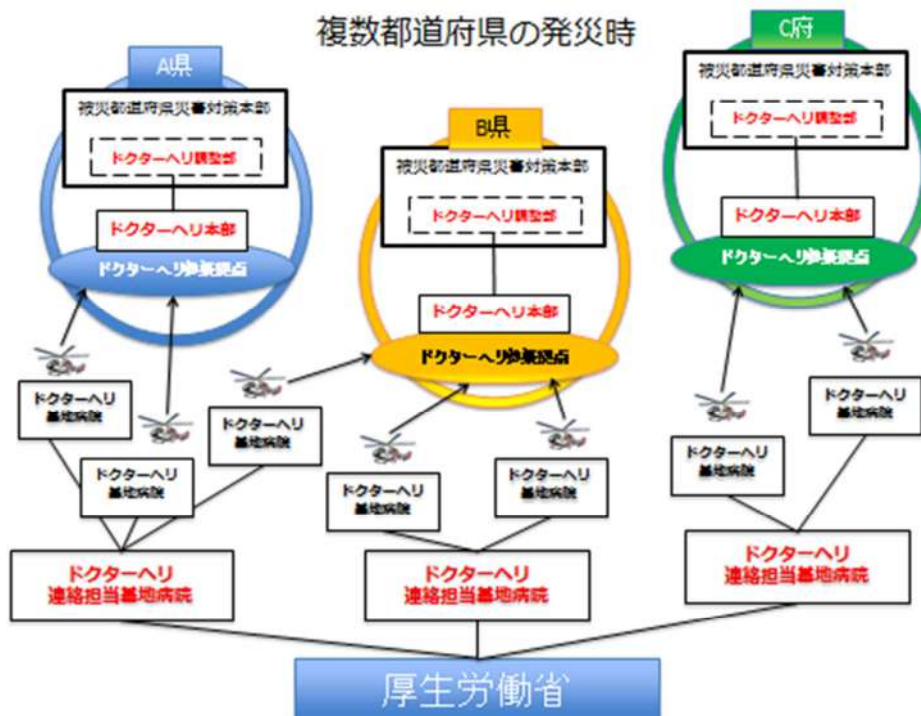 複数都道府県の発災時
A県
被災都道府県災害対策本部
ドクターヘリ調整部
ドクターヘリ本部
ドクターヘリ参集拠点
B県
被災都道府県災害対策本部
ドクターヘリ調整部
ドクターヘリ本部
ドクターヘリ参集拠点
C府
被災都道府県災害対策本部
ドクターヘリ調整部
ドクターヘリ本部
ドクターヘリ参集拠点
ドクターヘリ
基地病院
ドクターヘリ
基地病院
ドクターヘリ
基地病院
ドクターヘリ
基地病院
ドクターヘリ
基地病院
ドクターヘリ
基地病院
ドクターヘリ
基地病院
ドクターヘリ
連絡担当基地病院
ドクターヘリ
連絡担当基地病院
ドクターヘリ
連絡担当基地病院
厚生労働省